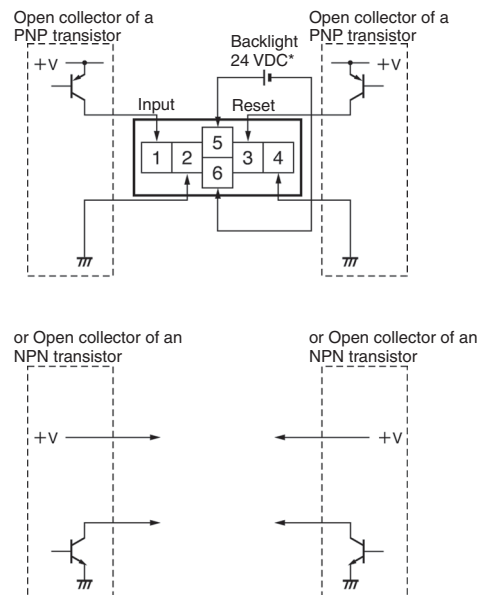 Open collector of a
PNP transistor
Open collector of a
PNP transistor
Backlight
24 VDC*
+V
+V
Input
Reset
1
2
5
6
3
4
or Open collector of an
NPN transistor
or Open collector of an
NPN transistor
+V
+V